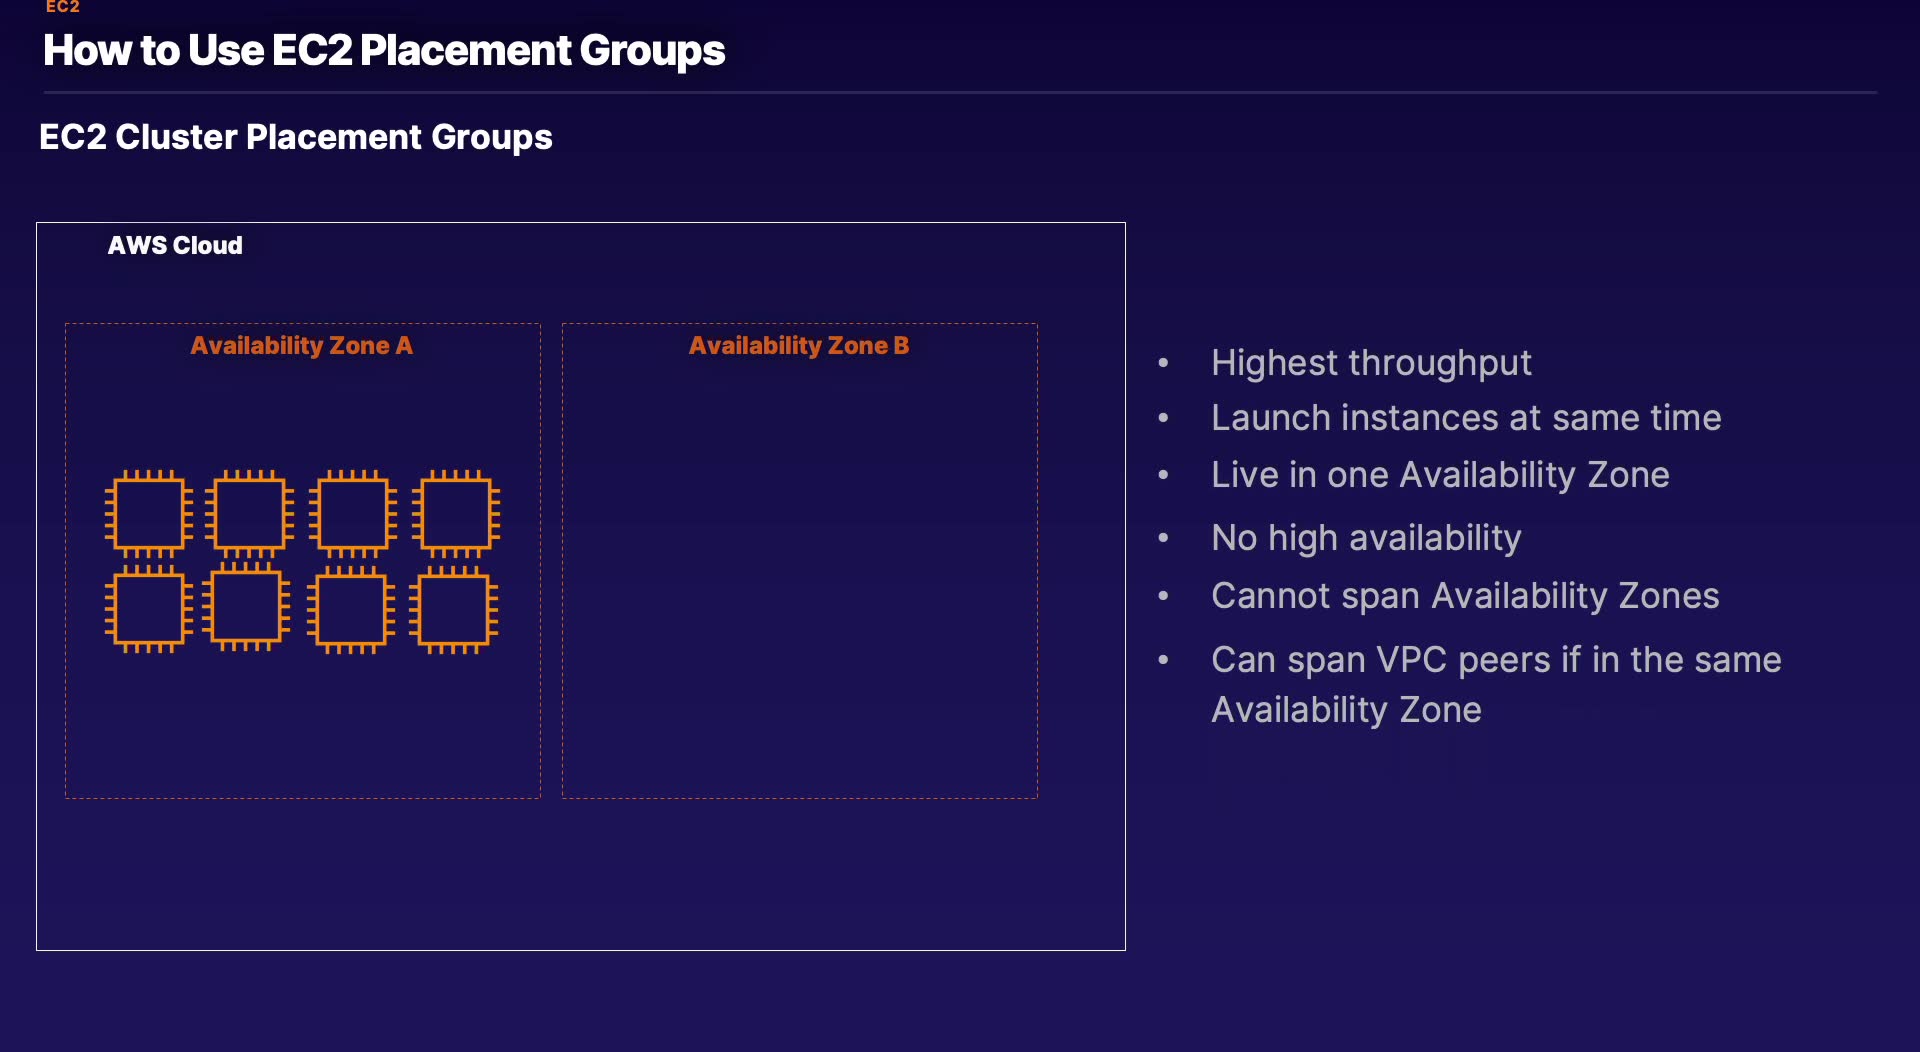 EC2
How to Use EC2 Placement Groups
EC2 Cluster Placement Groups
AWS Cloud
Availability Zone A
Availability Zone B
• Highest throughput
• Launch instances at same time
• Live in one Availability Zone
• No high availability
• Cannot span Availability Zones
• Can span VPC peers if in the same
Availability Zone